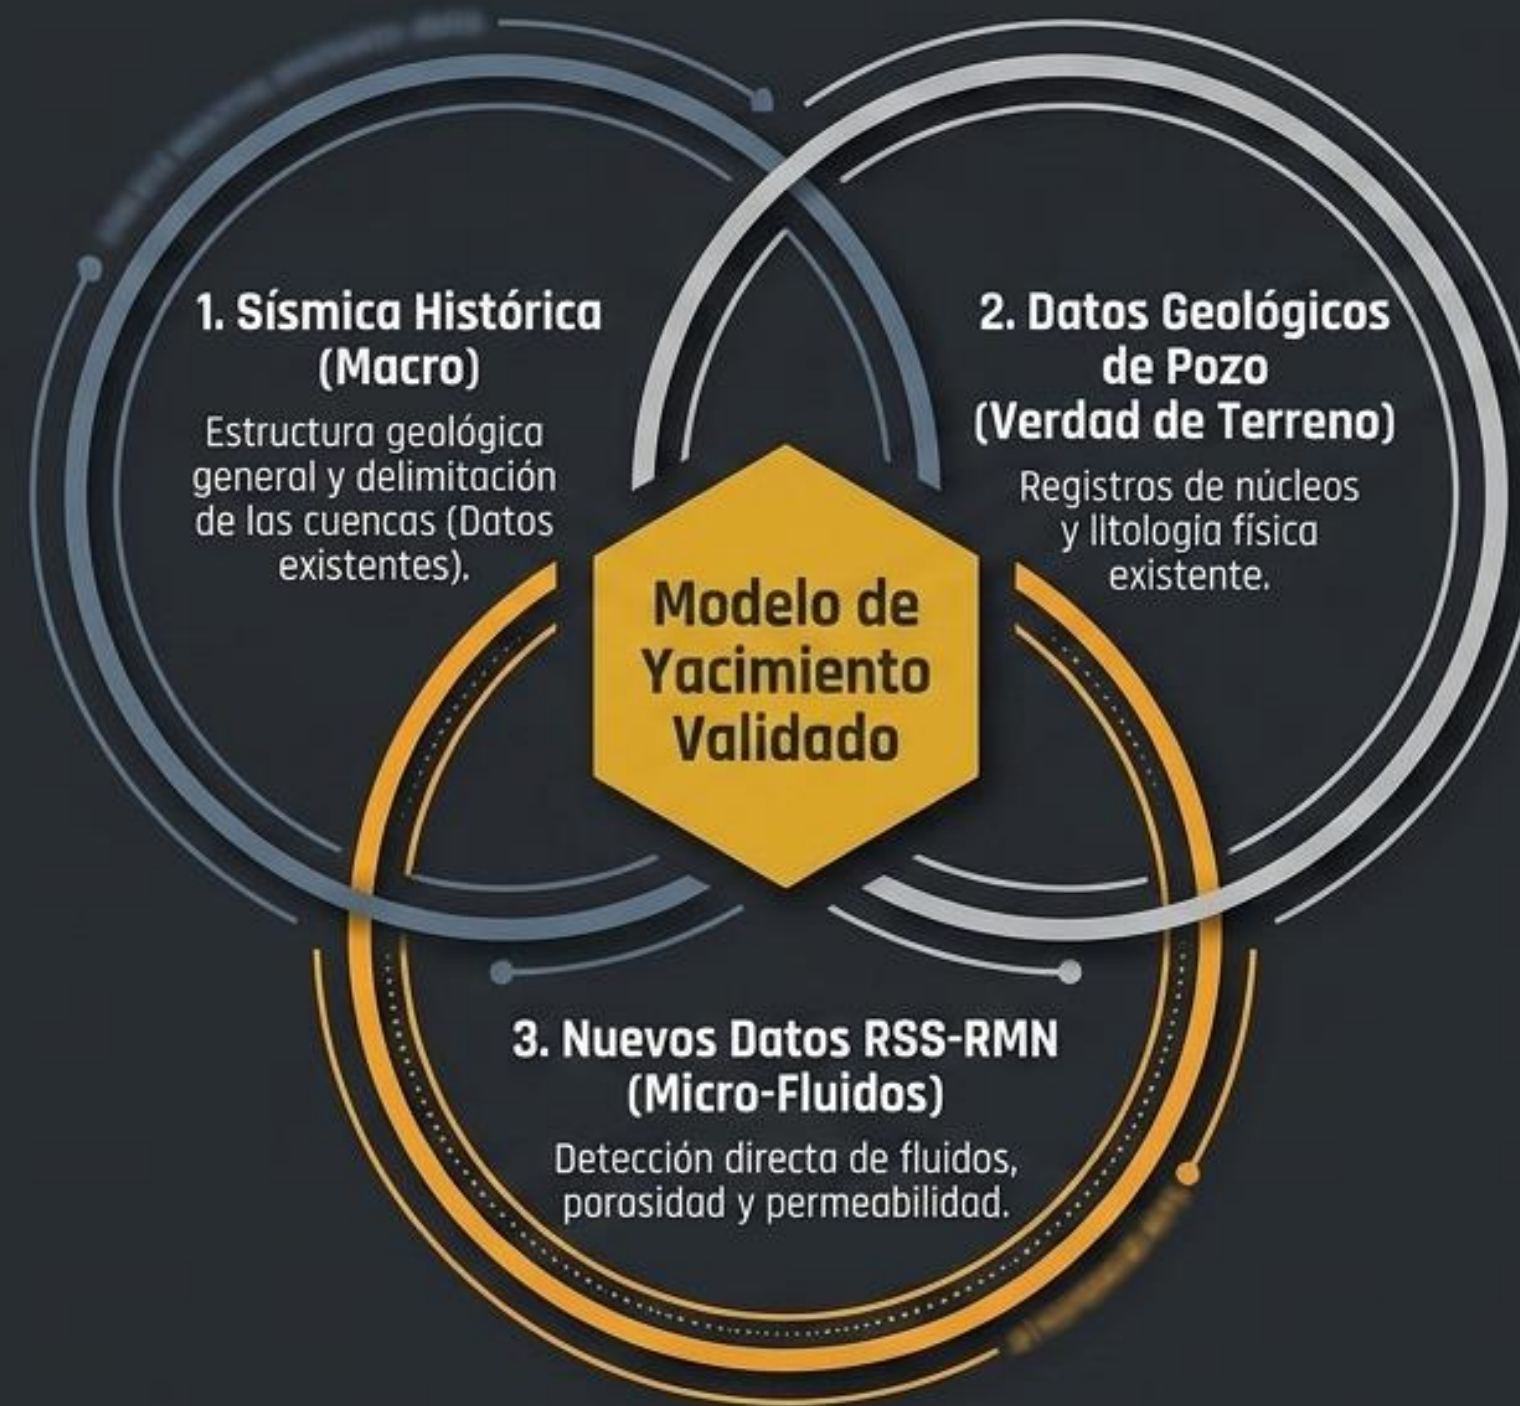 1. Sísmica Histórica
(Macro)
Estructura geológica
general y delimitación
de las cuencas (Datos
existentes).
2. Datos Geológicos
de Pozo
(Verdad de Terreno)
Registros de núcleos
y litologia física
existente.
Modelo de
Yacimiento
Validado
3. Nuevos Datos RSS-RMN
(Micro-Fluidos)
Detección directa de fluidos,
porosidad y permeabilidad.